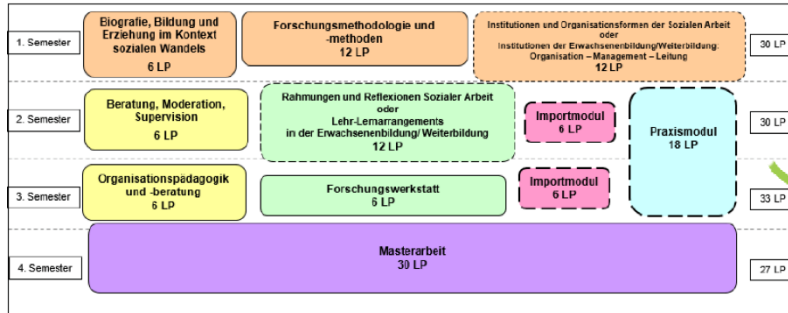 1. Semester
Biografie, Bildung und
Erziehung im Kontext
sozialen Wandels
6 LP
Forschungsmethodologie und
-methoden
12 LP
Institutionen und Organisationsformen der Sozialen Arbeit
oder
Institutionen der Erwachsenenbildung/Weiterbildung:
Organisation – Management – Leitung
12 LP
30 LP
2. Semester
Beratung, Moderation,
Supervision
6 LP
Rahmungen und Reflexionen Sozialer Arbeit
oder
Lehr-Lernarrangements
in der Erwachsenenbildung/ Weiterbildung
12 LP
Importmodul
6 LP
Praxismodul
18 LP
30 LP
3. Semester
Organisationspädagogik
und -beratung
6 LP
Forschungswerkstatt
6 LP
Importmodul
6 LP
33 LP
4. Semester
Masterarbeit
30 LP
27 LP